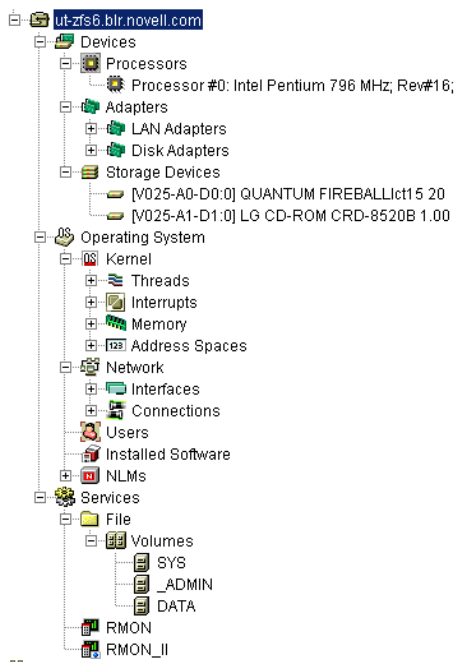 ut-zfs6.blr.novell.com
Devices
Processors
Processor #0: Intel Pentium 796 MHz; Rev#16;
Adapters
LAN Adapters
Disk Adapters
Storage Devices
[V025-A0-D0:0] QUANTUM FIREBALLlct15 20
[V025-A1-D1:0] LG CD-ROM CRD-8520B 1.00
OS Operating System
OS Kernel
Threads
Interrupts
Memory
123 Address Spaces
Network
Interfaces
Connections
Users
Installed Software
N NLMs
Services
File
Volumes
SYS
_ADMIN
DATA
RMON
RMON_II